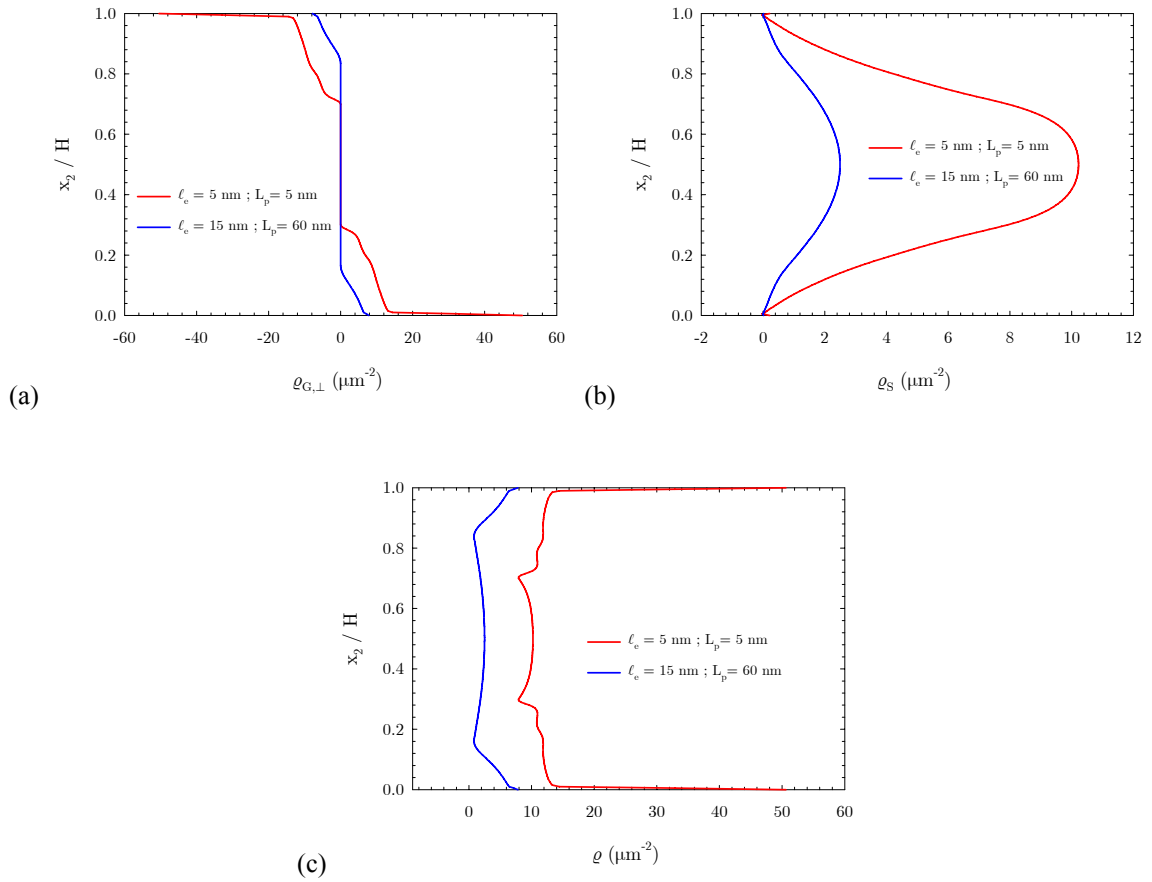 1.0
0.8
0.6
0.4
0.2
0.0
x₂ / H
ℓₑ = 5 nm ; Lₚ= 5 nm
ℓₑ = 15 nm ; Lₚ= 60 nm
-60 -40 -20 0 20 40 60
ϱG,⊥ (μm⁻²)
(a)
1.0
0.8
0.6
0.4
0.2
0.0
x₂ / H
ℓₑ = 5 nm ; Lₚ= 5 nm
ℓₑ = 15 nm ; Lₚ= 60 nm
-2 0 2 4 6 8 10 12
ϱS (μm⁻²)
(b)
1.0
0.8
0.6
0.4
0.2
0.0
x₂ / H
ℓₑ = 5 nm ; Lₚ= 5 nm
ℓₑ = 15 nm ; Lₚ= 60 nm
0 10 20 30 40 50 60
ϱ (μm⁻²)
(c)